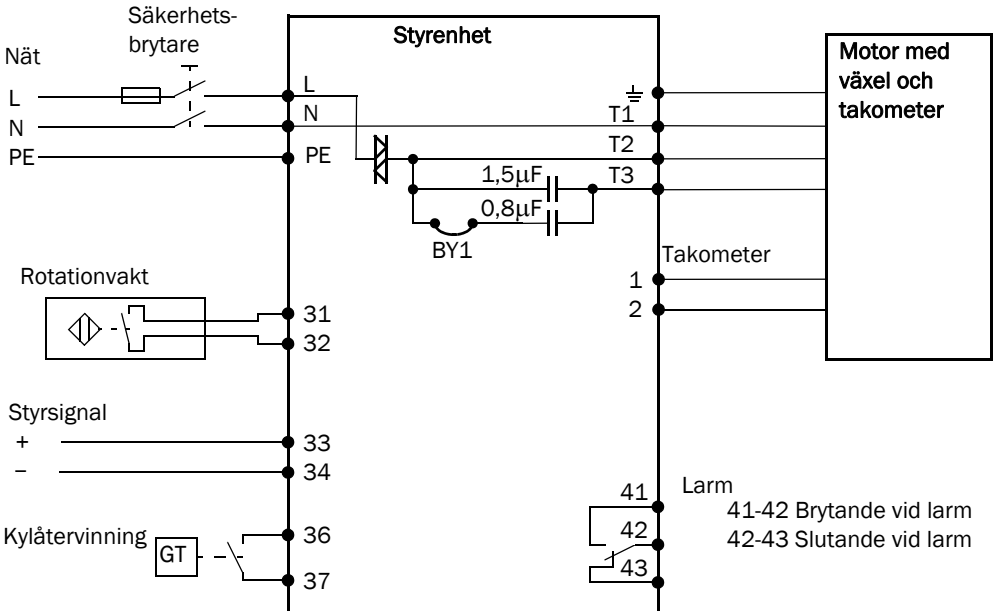 Säkerhets-
brytare
Styrenhet
Nät
Motor med
växel och
takometer
L
L
N
N
T1
PE
PE
T2
1,5µF
T3
0,8µF
BY1
Takometer
Rotationvakt
1
2
31
32
Styrsignal
+
33
–
34
41
Larm
41-42 Brytande vid larm
42
42-43 Slutande vid larm
43
Kylåtervinning
GT
36
37